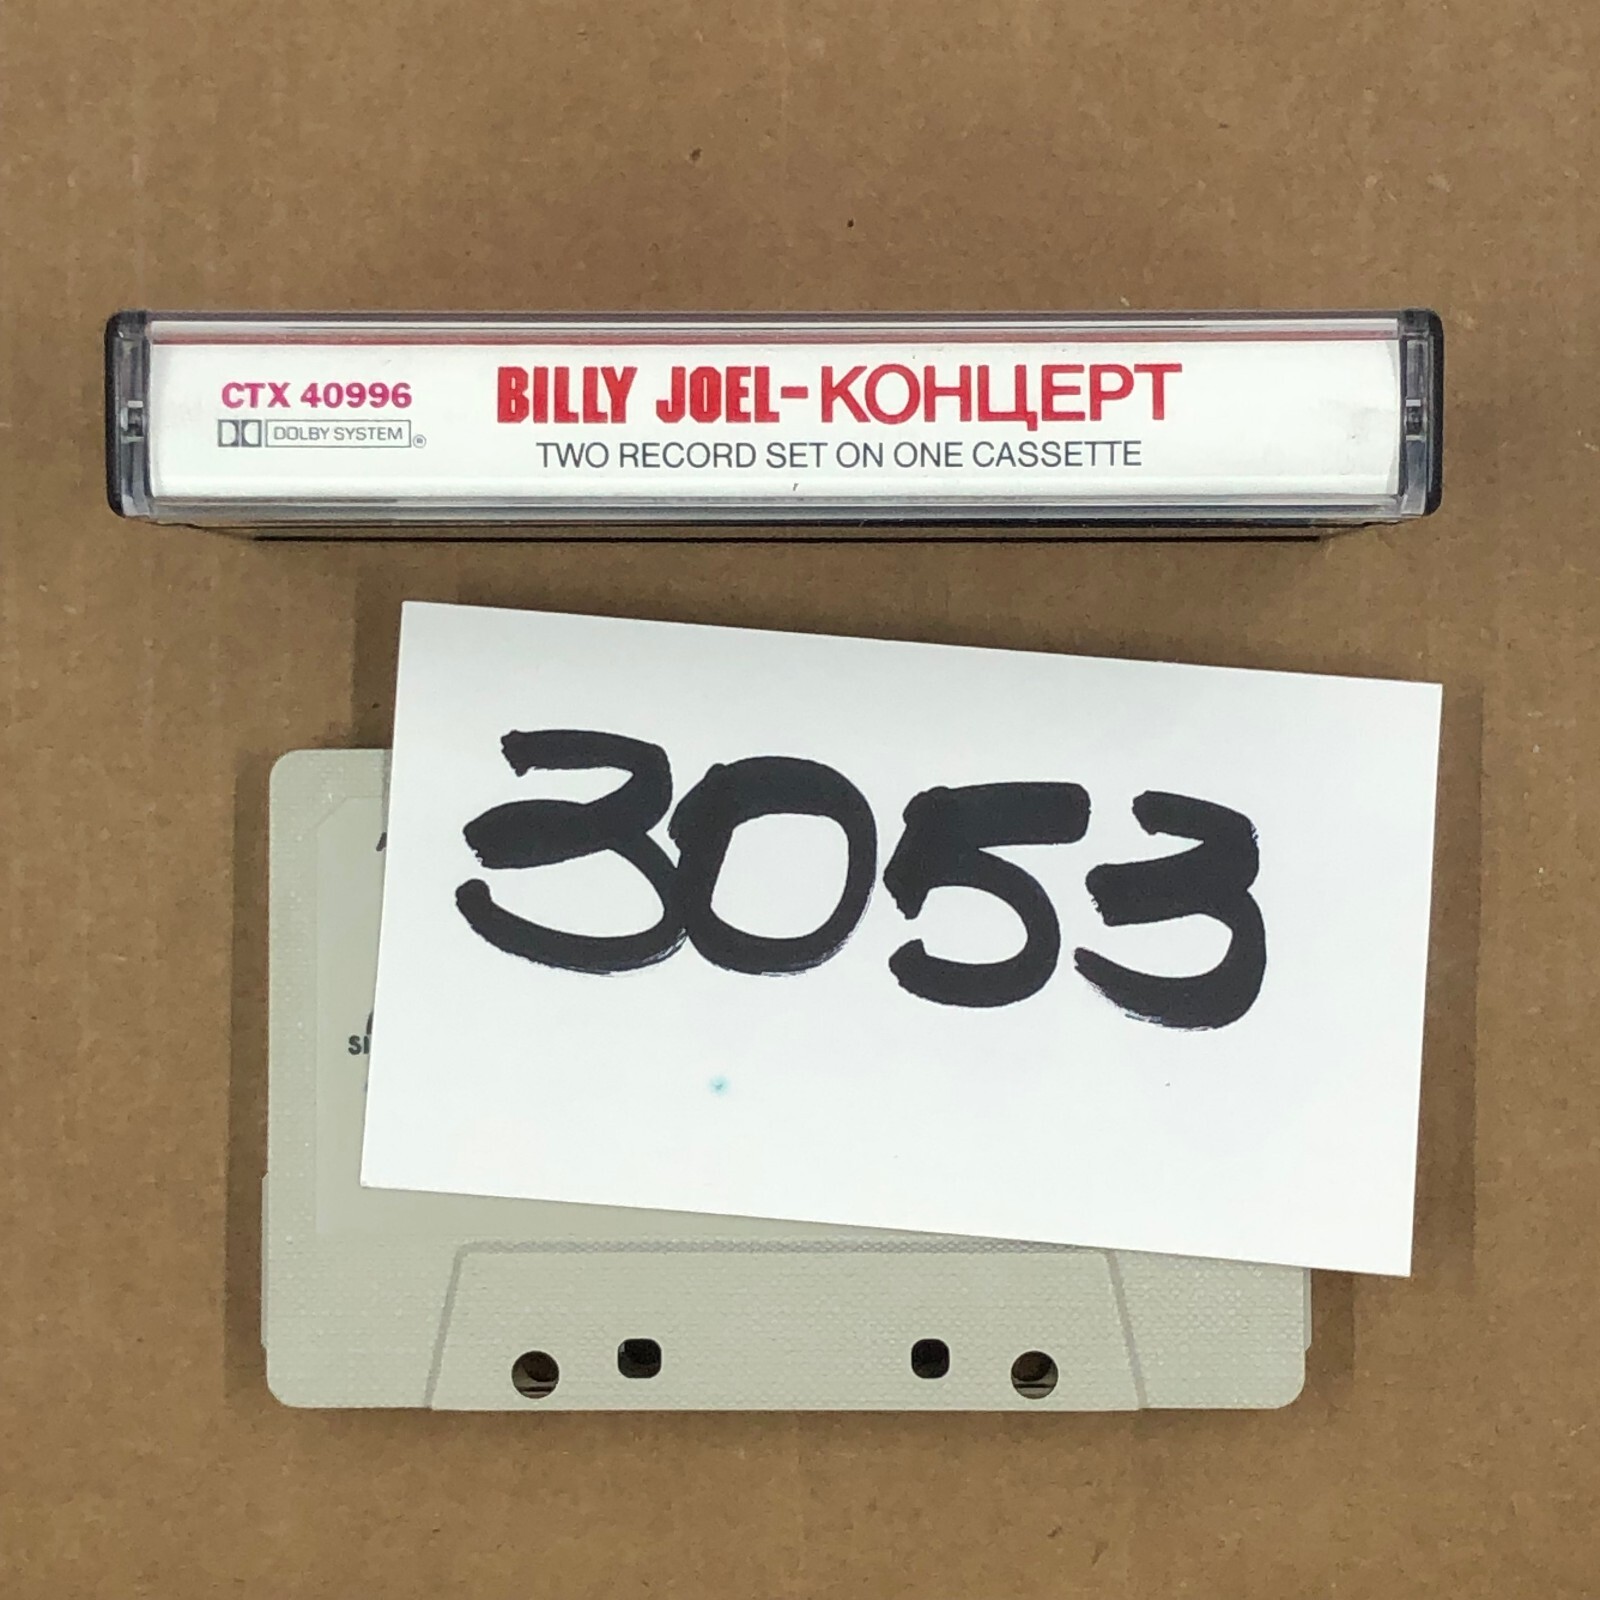 CTX 40996
DOLBY SYSTEM®
BILLY JOEL-КОНЦЕРТ
TWO RECORD SET ON ONE CASSETTE
3053